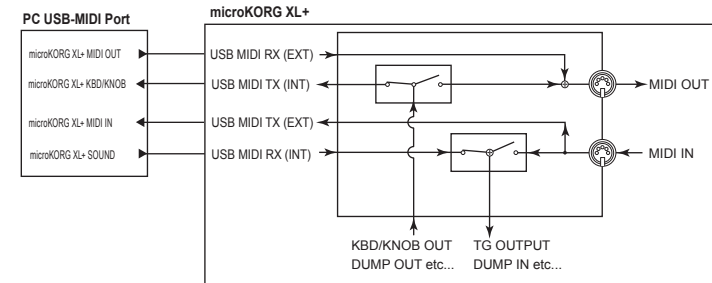 microKORG XL+
PC USB-MIDI Port
microKORG XL+ MIDI OUT
USB MIDI RX (EXT)
microKORG XL+ KBD/KNOB
USB MIDI TX (INT)
MIDI OUT
microKORG XL+ MIDI IN
USB MIDI TX (EXT)
microKORG XL+ SOUND
USB MIDI RX (INT)
MIDI IN
KBD/KNOB OUT
DUMP OUT etc...
TG OUTPUT
DUMP IN etc...